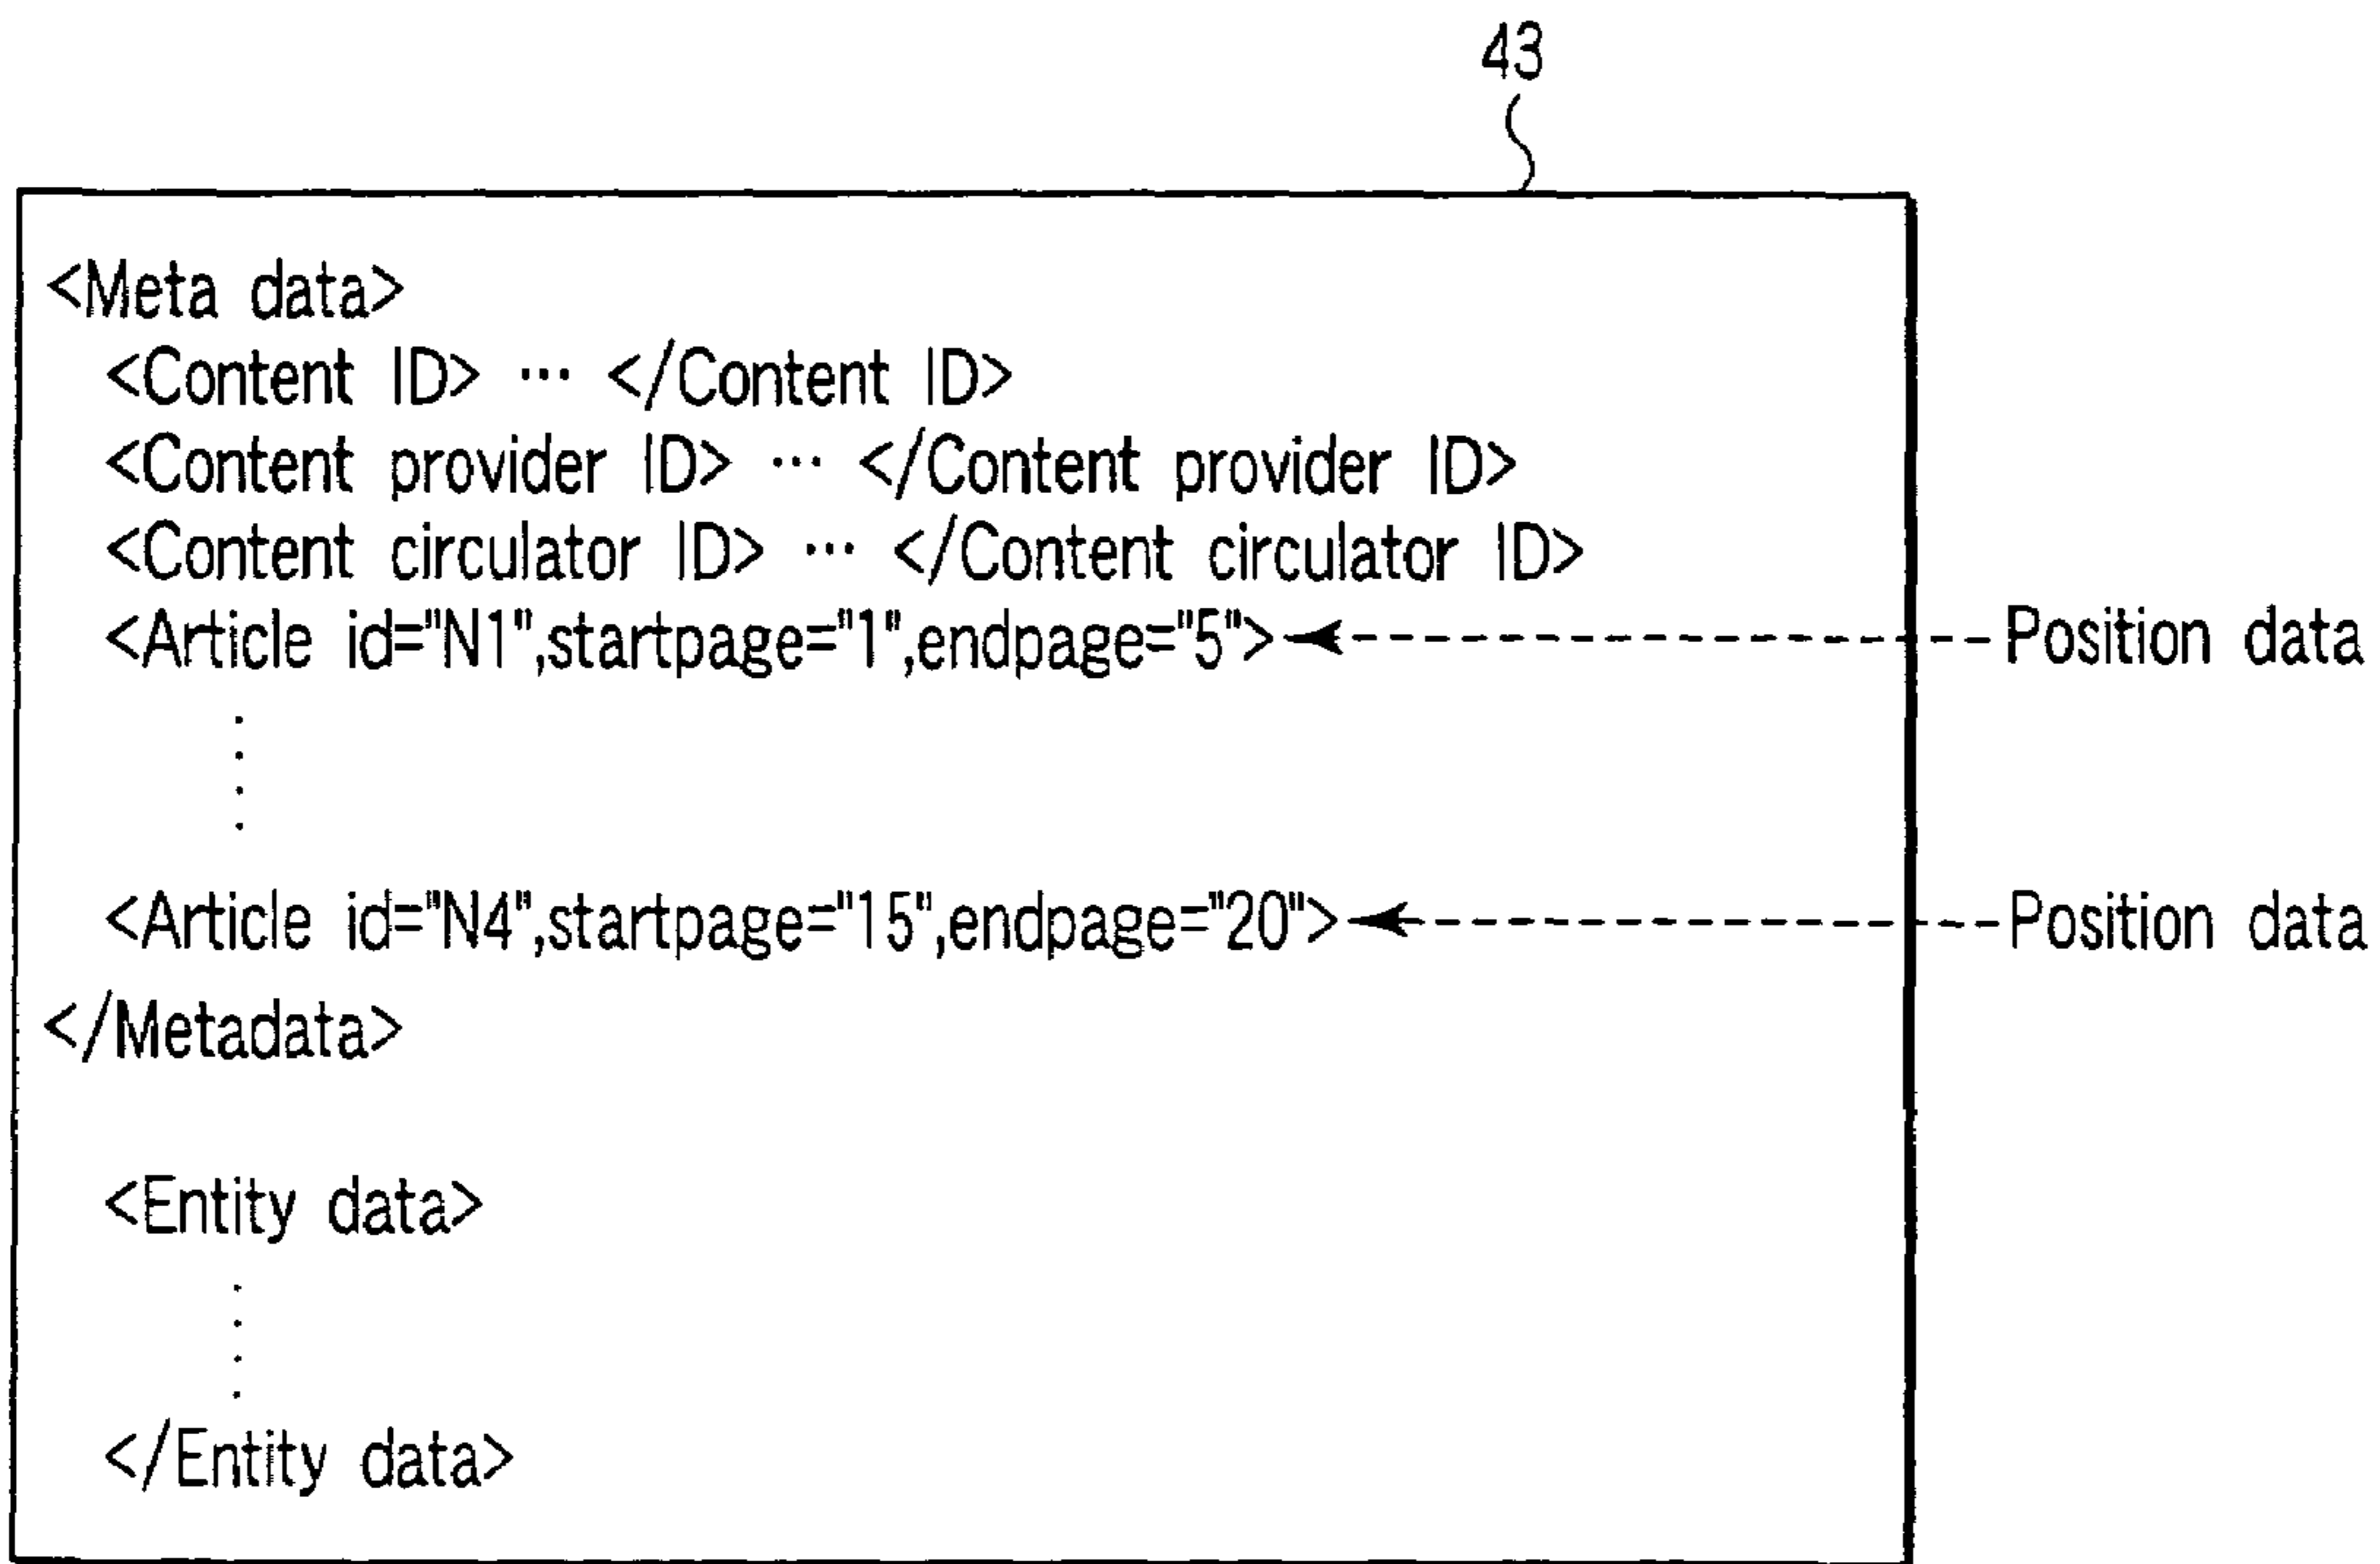 43
<Meta data>
<Content ID> ··· </Content ID>
<Content provider ID> ··· </Content provider ID>
<Content circulator ID> ··· </Content circulator ID>
<Article id="N1",startpage="1",endpage="5"> Position data
<Article id="N4",startpage="15",endpage="20"> Position data
</Metadata>
<Entity data>
</Entity data>